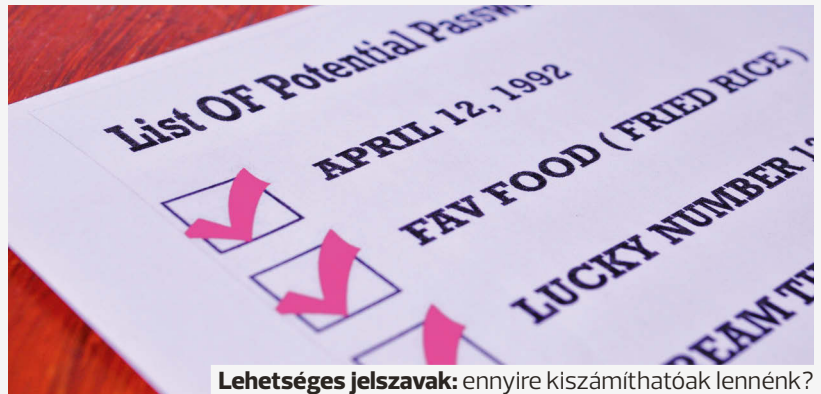 List OF Potential
APRIL 12, 1992
FAV FOOD ( FRIED RICE )
LUCKY NUMBER
Lehetséges jelszavak: ennyire kiszámíthatóak lennénk?